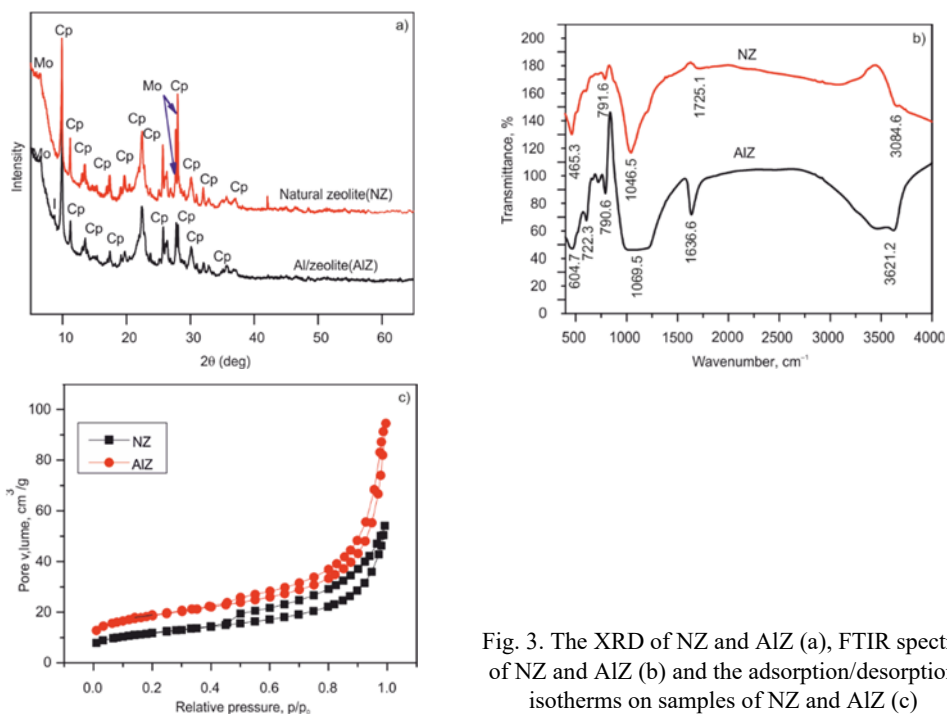 a)
Cp
Mo
Cp
Mo
Cp
Cp
Cp
Cp
Cp
Cp
Cp
Cp
Cp
Natural zeolite(NZ)
Mo
I
Cp
Cp
Cp
Cp
Cp
Cp
Al/zeolite(AlZ)
Intensity
10
20
30
40
50
60
2θ (deg)
b)
NZ
AlZ
465.3
791.6
1046.5
1725.1
3084.6
604.7
722.3
790.6
1069.5
1636.6
3621.2
Transmittance, %
180
160
140
120
100
80
60
40
20
0
500
1000
1500
2000
2500
3000
3500
4000
Wavenumber, cm⁻¹
c)
NZ
AlZ
Pore v,lume, cm³/g
100
80
60
40
20
0
0.0
0.2
0.4
0.6
0.8
1.0
Relative pressure, p/p₀
Fig. 3. The XRD of NZ and AlZ (a), FTIR spectr
of NZ and AlZ (b) and the adsorption/desorption
isotherms on samples of NZ and AlZ (c)